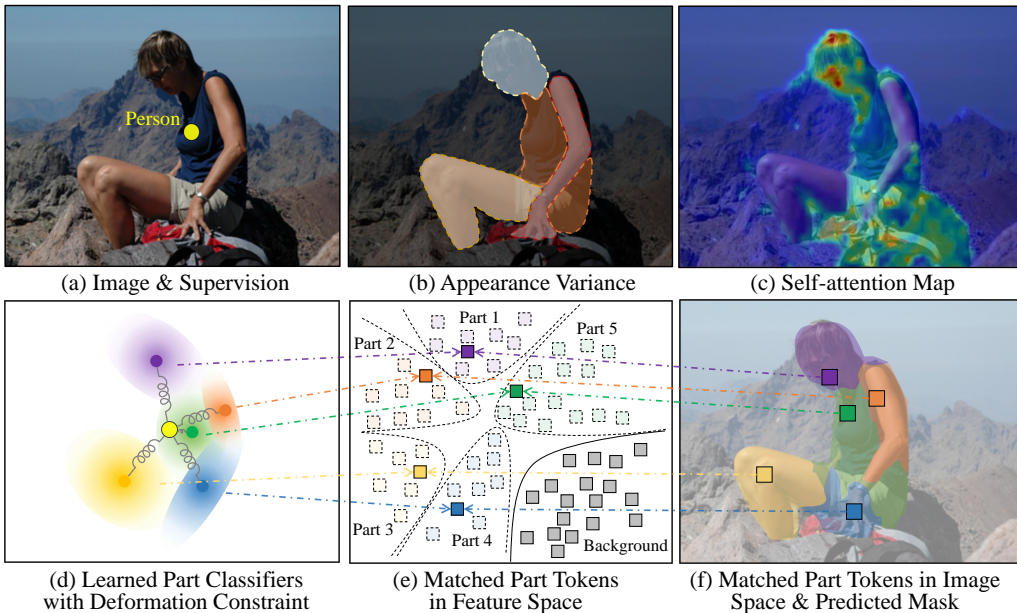 Person
(a) Image & Supervision
(b) Appearance Variance
(c) Self-attention Map
Part 1
Part 2
Part 5
Part 3
Part 4
Background
(d) Learned Part Classifiers
with Deformation Constraint
(e) Matched Part Tokens
in Feature Space
(f) Matched Part Tokens in Image
Space & Predicted Mask